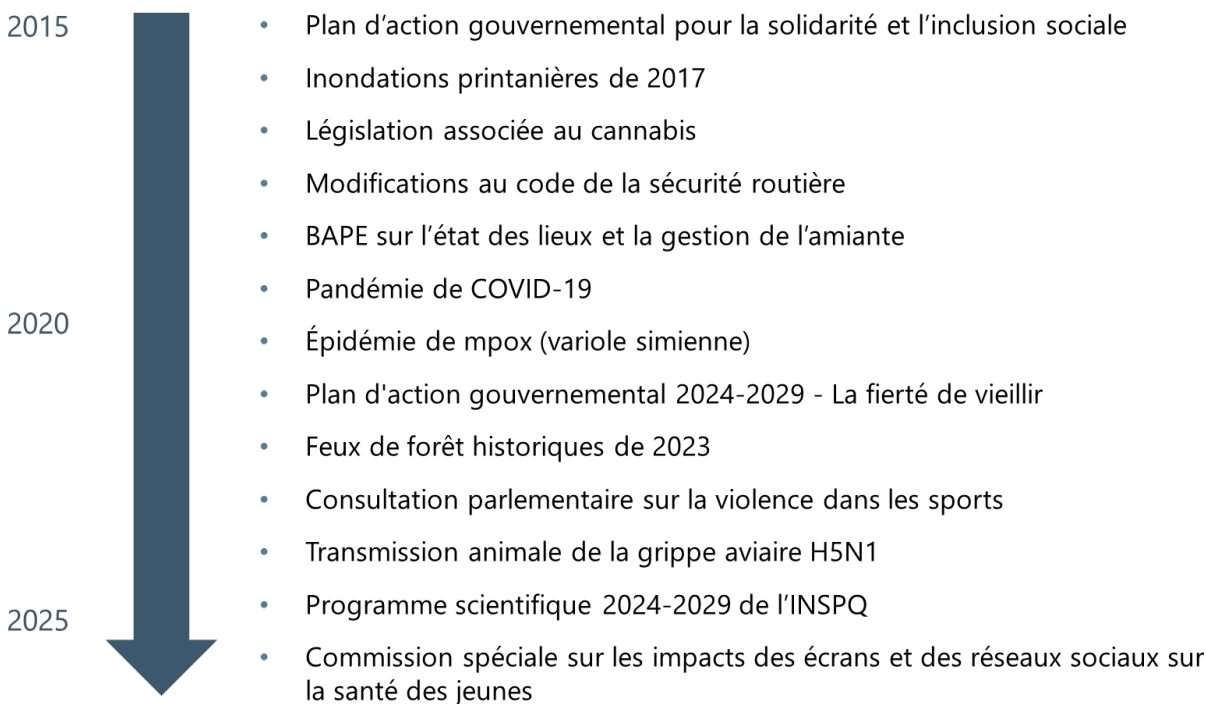 2015
• Plan d’action gouvernemental pour la solidarité et l’inclusion sociale
• Inondations printanières de 2017
• Législation associée au cannabis
• Modifications au code de la sécurité routière
• BAPE sur l’état des lieux et la gestion de l’amiante
• Pandémie de COVID-19
2020
• Épidémie de mpox (variole simienne)
• Plan d'action gouvernemental 2024-2029 - La fierté de vieillir
• Feux de forêt historiques de 2023
• Consultation parlementaire sur la violence dans les sports
• Transmission animale de la grippe aviaire H5N1
• Programme scientifique 2024-2029 de l’INSPQ
2025
• Commission spéciale sur les impacts des écrans et des réseaux sociaux sur
la santé des jeunes